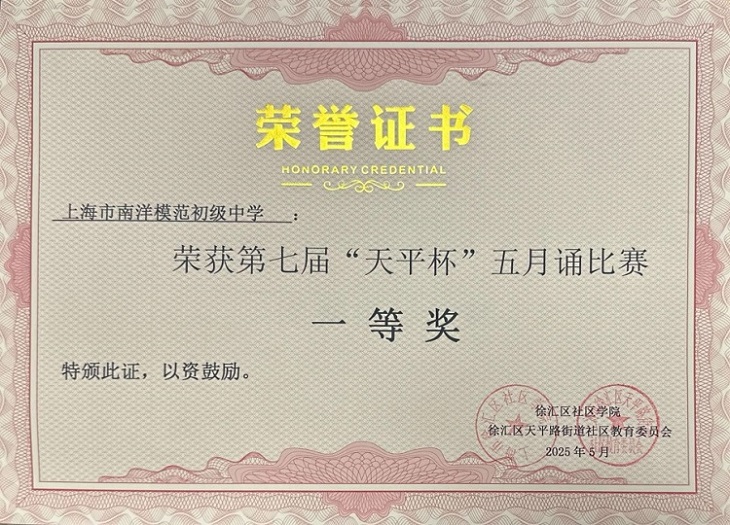 荣誉证书
HONORARY CREDENTIAL
上海市南洋模范初级中学：
荣获第七届“天平杯”五月诵比赛
一等奖
特颁此证，以资鼓励。
徐汇区社区学院
徐汇区天平路街道社区教育委员会
2025年5月